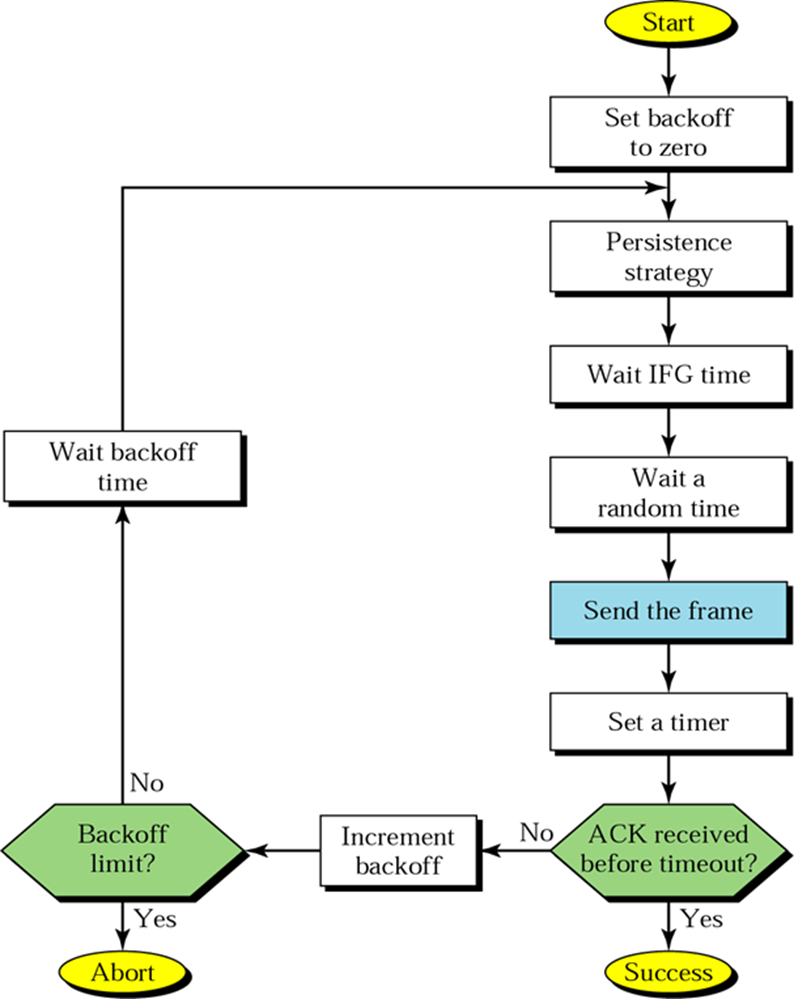 Start
Set backoff
to zero
Persistence
strategy
Wait IFG time
Wait a
random time
Send the frame
Set a timer
ACK received
before timeout?
Yes
Success
No
Increment
backoff
Backoff
limit?
Yes
Abort
No
Wait backoff
time